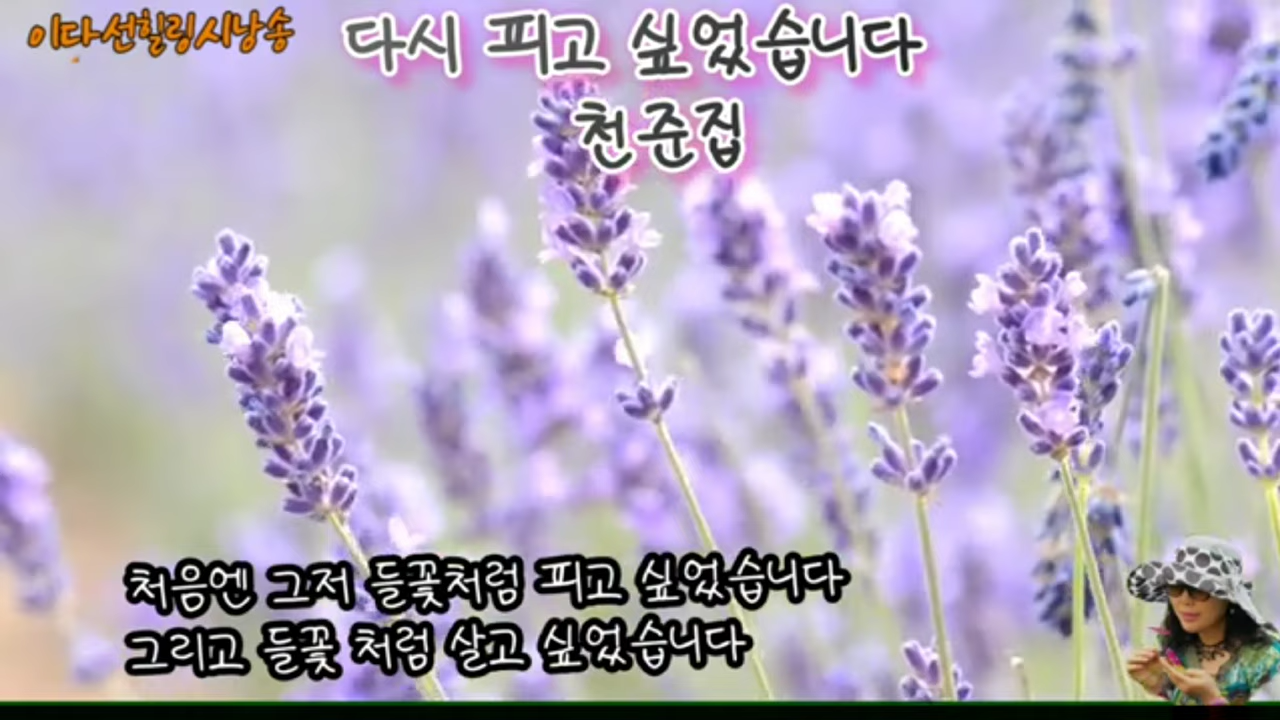 이다선힐링시낭송
다시 피고 싶었습니다
천준집
처음엔 그저 들꽃처럼 피고 싶었습니다
그리고 들꽃 처럼 살고 싶었습니다